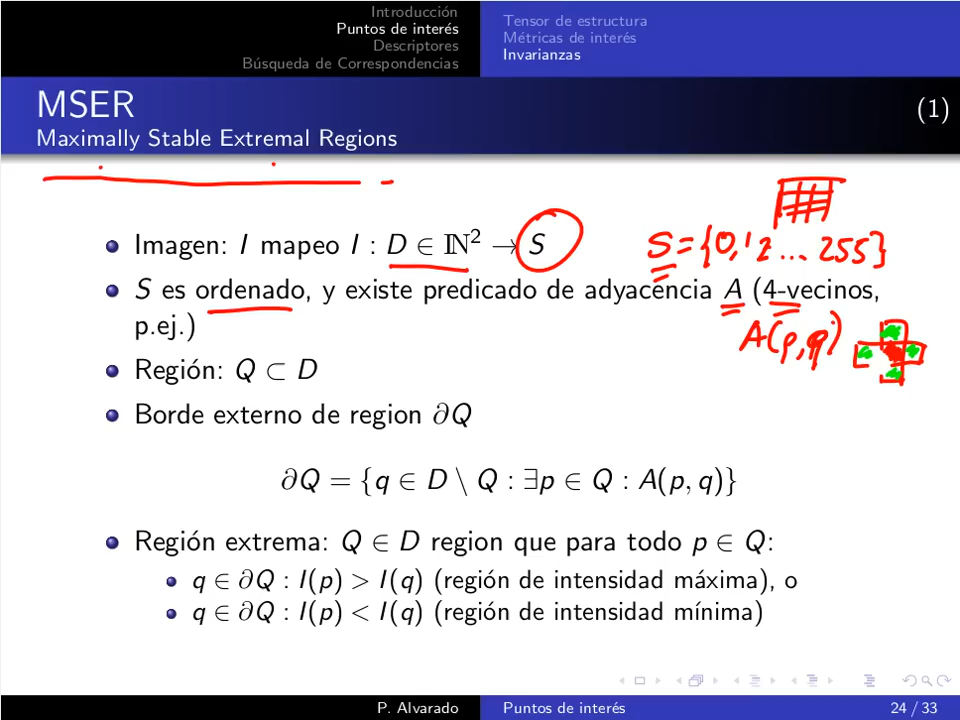 Introducción
Puntos de interés
Descriptores
Búsqueda de Correspondencias
Tensor de estructura
Métricas de interés
Invarianzas
MSER
(1)
Maximally Stable Extremal Regions
Imagen: I mapeo I : D ∈ ℕ² → S
S = {0,1,2 ... 255}
S es ordenado, y existe predicado de adyacencia A (4-vecinos,
p.ej.)
A(p,q)
Región: Q ⊂ D
Borde externo de region ∂Q
∂Q = {q ∈ D \ Q : ∃p ∈ Q : A(p, q)}
Región extrema: Q ∈ D region que para todo p ∈ Q:
q ∈ ∂Q : I(p) > I(q) (región de intensidad máxima), o
q ∈ ∂Q : I(p) < I(q) (región de intensidad mínima)
P. Alvarado
Puntos de interés
24 / 33